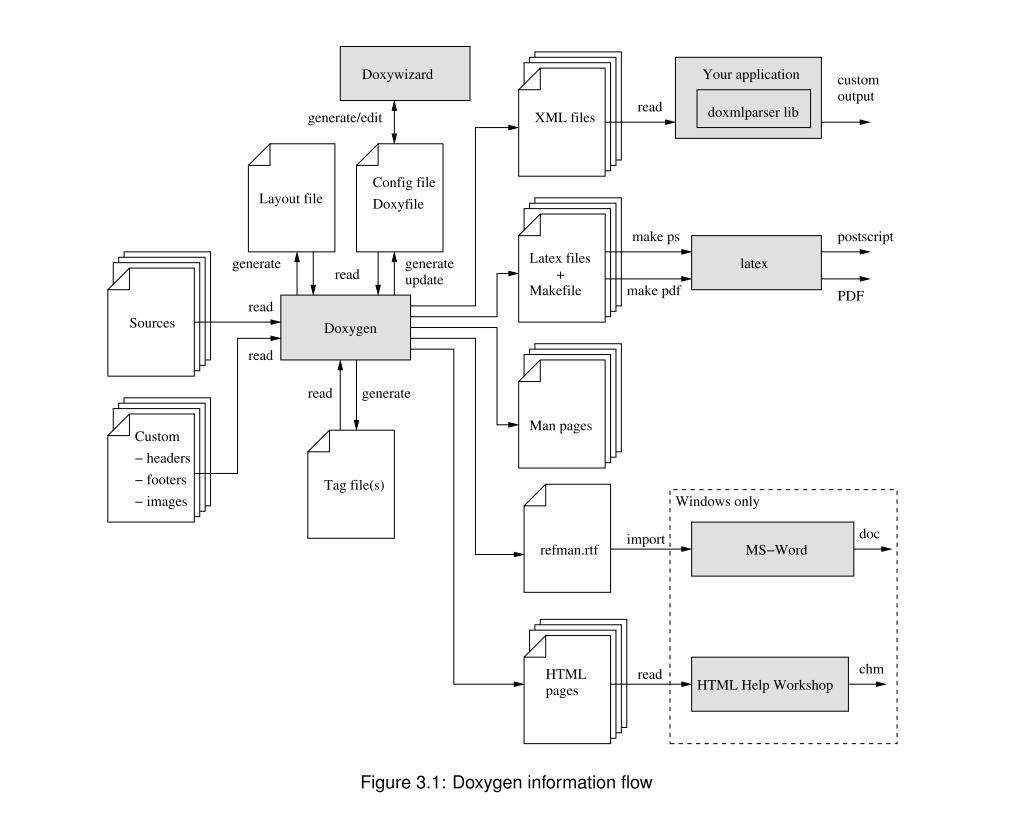 Doxywizard
generate/edit
Layout file
Config file
Doxyfile
generate
read
generate
update
Sources
read
Doxygen
read
Custom
− headers
− footers
− images
read
generate
Tag file(s)
XML files
read
Your application
doxmlparser lib
custom
output
Latex files
+
Makefile
make ps
make pdf
latex
postscript
PDF
Man pages
refman.rtf
import
Windows only
MS−Word
doc
HTML
pages
read
HTML Help Workshop
chm
Figure 3.1: Doxygen information flow